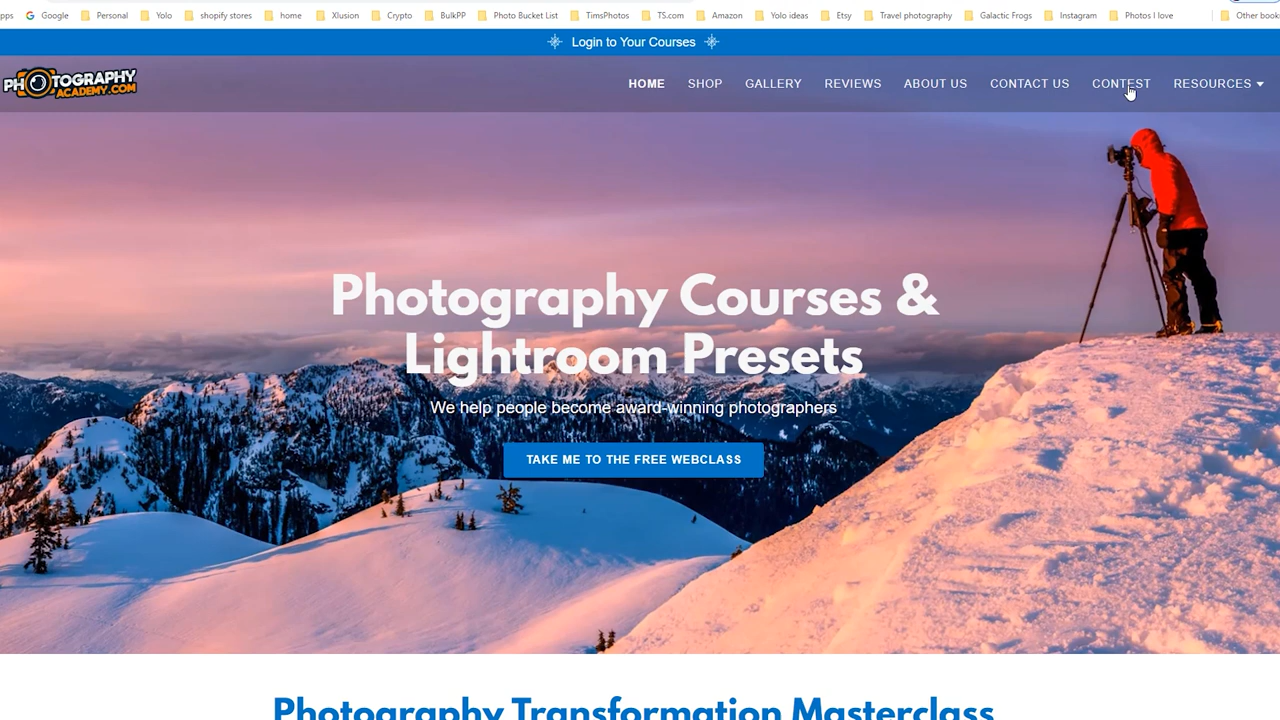 pps Google Personal Yolo shopify stores home Xlusion Crypto BulkPP Photo Bucket List TimsPhotos TS.com Amazon Yolo ideas Etsy Travel photography Galactic Frogs Instagram Photos I love Other book
Login to Your Courses
PHOTOGRAPHY
ACADEMY.COM
HOME SHOP GALLERY REVIEWS ABOUT US CONTACT US CONTEST RESOURCES
Photography Courses &
Lightroom Presets
We help people become award-winning photographers
TAKE ME TO THE FREE WEBCLASS
Photography Transformation Masterclass